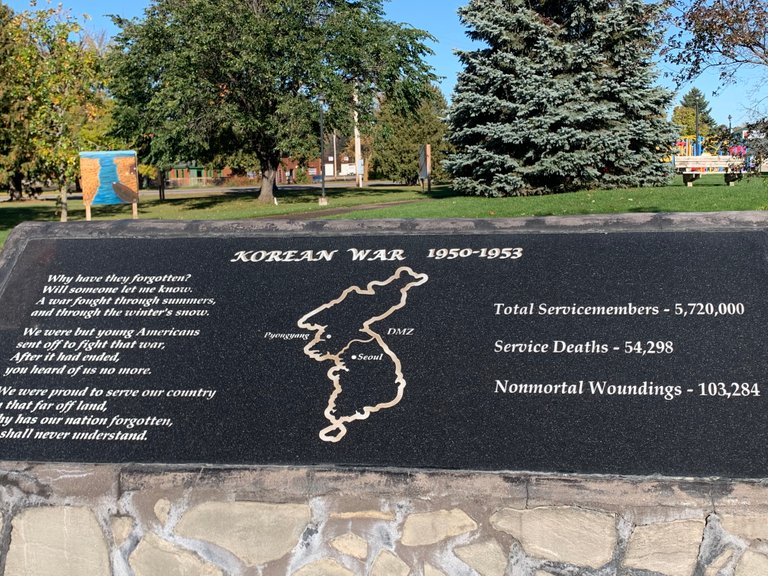 KOREAN WAR 1950-1953
Why have they forgotten?
Will someone let me know.
A war fought through summers,
and through the winter's snow.
We were but young Americans
sent off to fight that war,
After it had ended,
you heard of us no more.
We were proud to serve our country
that far off land,
has our nation forgotten,
shall never understand.
Pyongyang
DMZ
Seoul
Total Servicemembers - 5,720,000
Service Deaths - 54,298
Nonmortal Woundings - 103,284